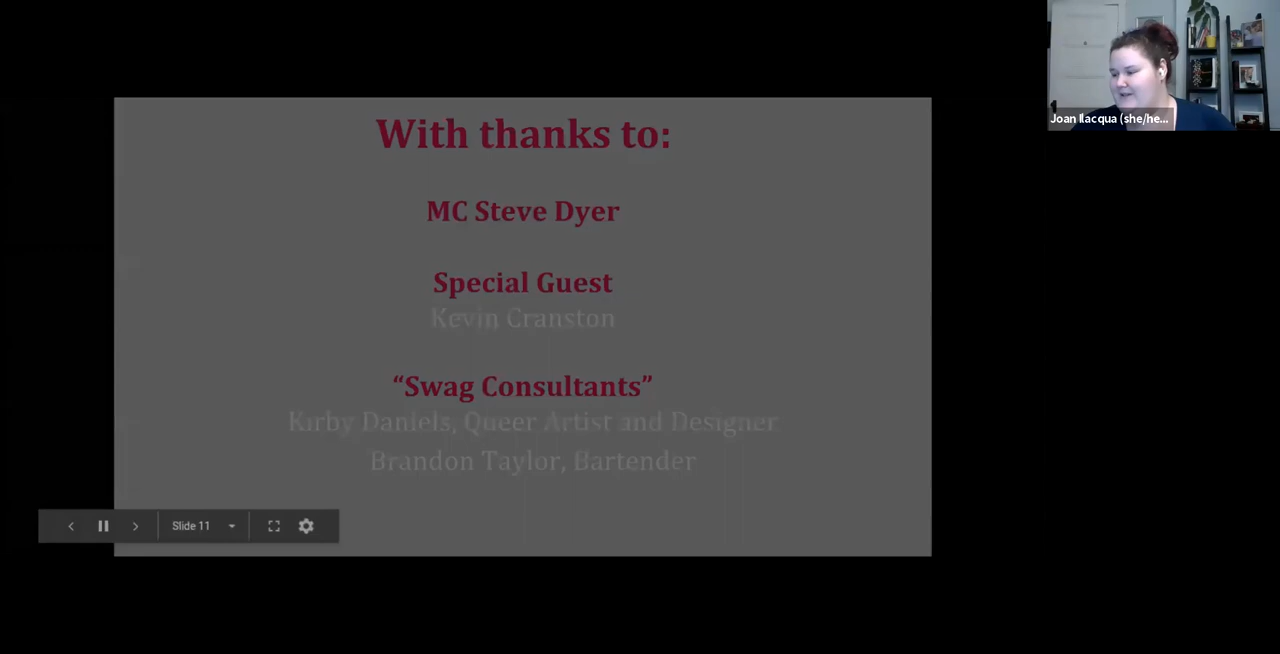 With thanks to:
MC Steve Dyer
Special Guest
Kevin Cranston
“Swag Consultants”
Kirby Daniels, Queer Artist and Designer
Brandon Taylor, Bartender
Slide 11
Joan Ilacqua (she/he...